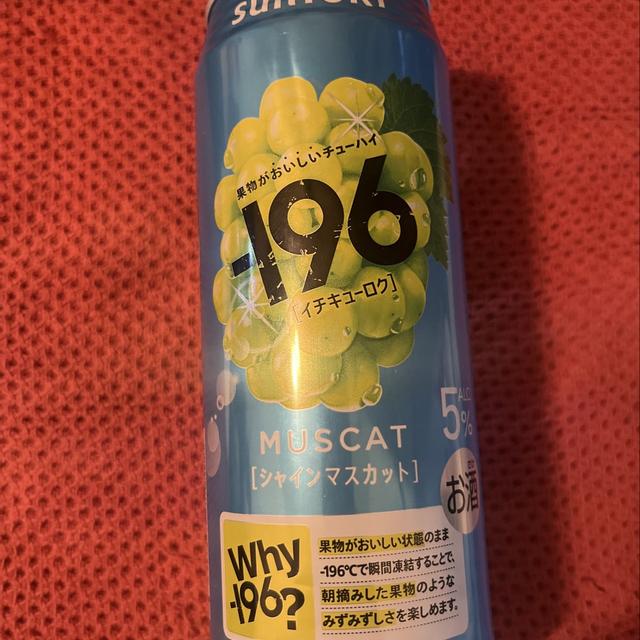 SUNTORY
果物がおいしいチューハイ
-196
[イチキューロク]
MUSCAT
[シャインマスカット]
ALC.
5%
お酒
Why
-196?
果物がおいしい状態のまま
-196℃で瞬間凍結することで、
朝摘みした果物のような
みずみずしさを楽しめます。